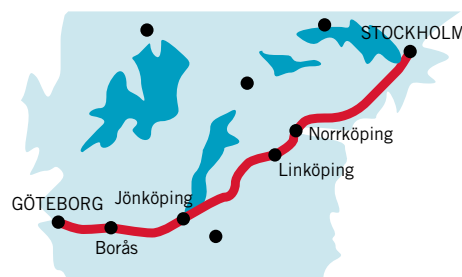 STOCKHOLM
Norrköping
Linköping
Jönköping
GÖTEBORG
Borås